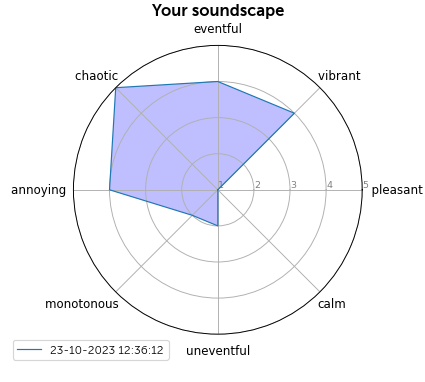 Your soundscape
eventful
chaotic
vibrant
annoying
1
2
3
4
5
pleasant
monotonous
calm
23-10-2023 12:36:12
uneventful